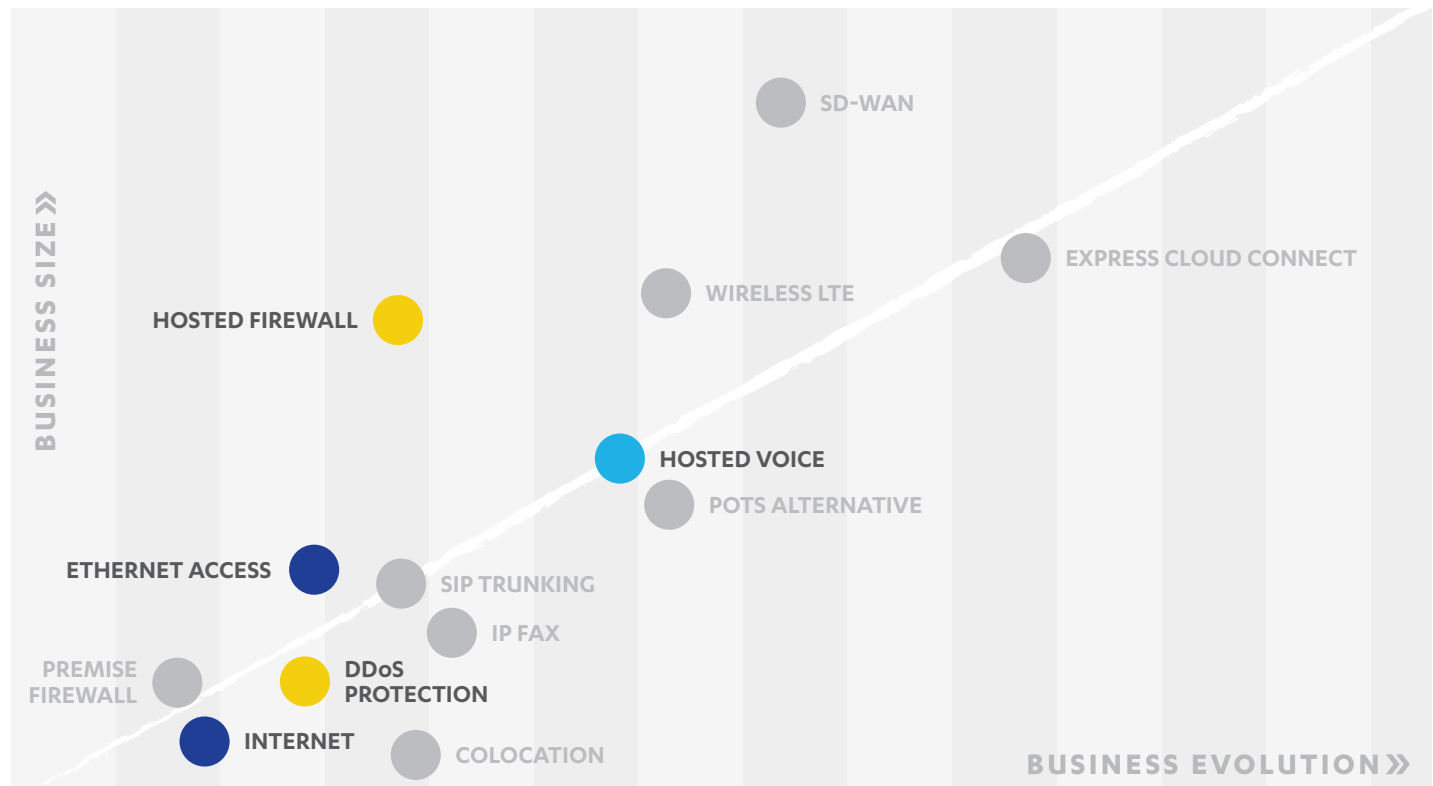 SD-WAN
BUSINESS SIZE »
EXPRESS CLOUD CONNECT
WIRELESS LTE
HOSTED FIREWALL
HOSTED VOICE
POTS ALTERNATIVE
ETHERNET ACCESS
SIP TRUNKING
IP FAX
PREMISE
FIREWALL
DDoS
PROTECTION
INTERNET
COLOCATION
BUSINESS EVOLUTION »